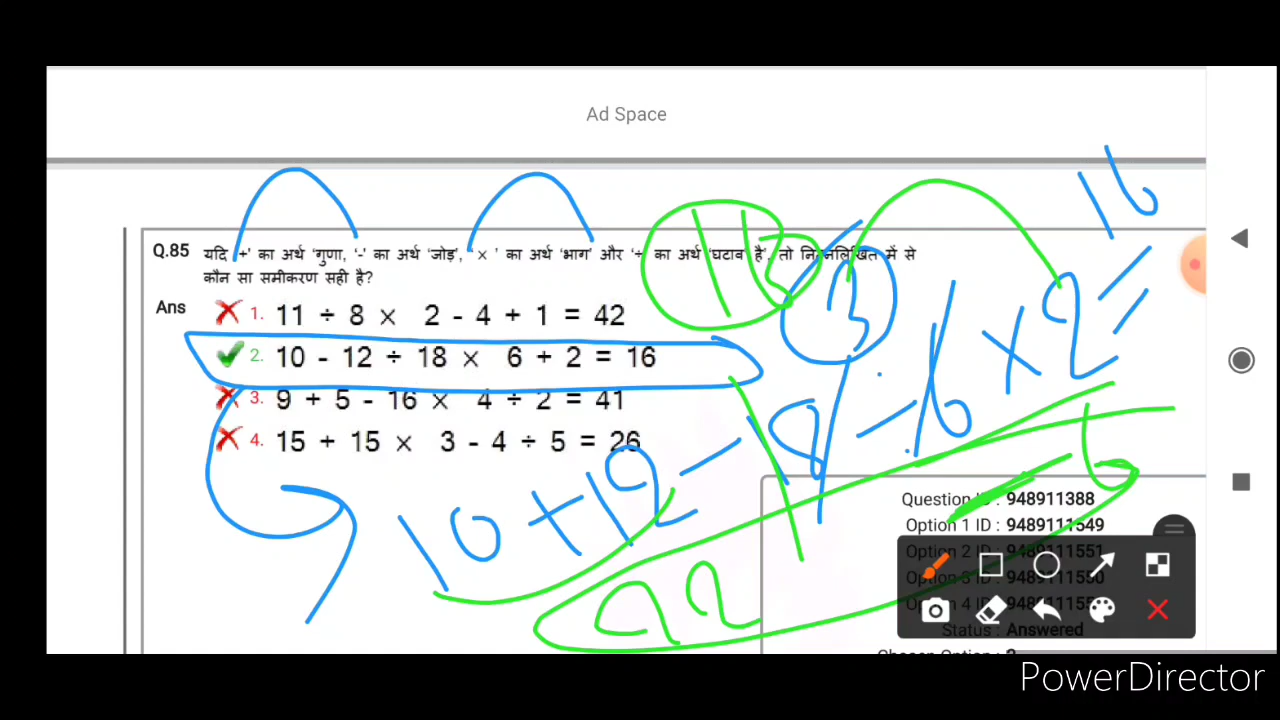 Ad Space
Q.85 यदि '+' का अर्थ 'गुणा, '-' का अर्थ 'जोड़', ' × ' का अर्थ 'भाग' और '÷ का अर्थ 'घटाव' है', तो निम्नलिखित में से
कौन सा समीकरण सही है?
Ans
1. 11 ÷ 8 × 2 - 4 + 1 = 42
2. 10 - 12 ÷ 18 × 6 + 2 = 16
3. 9 + 5 - 16 × 4 ÷ 2 = 41
4. 15 + 15 × 3 - 4 ÷ 5 = 26
3
16
22 - 6
Question ID : 948911388
Option 1 ID : 9489111549
Option 2 ID : 9489111551
Status : Answered
PowerDirector